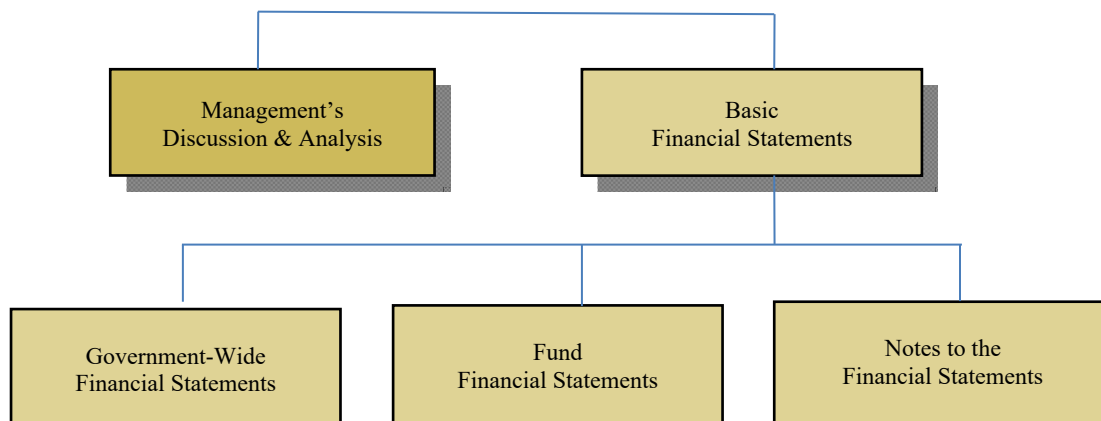 Management’s
Discussion & Analysis
Basic
Financial Statements
Government-Wide
Financial Statements
Fund
Financial Statements
Notes to the
Financial Statements